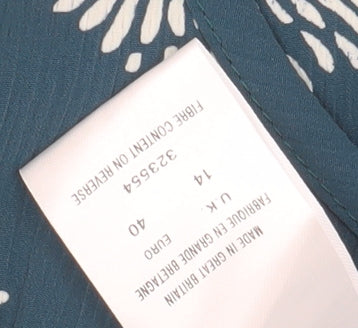 MADE IN GREAT BRITAIN
FABRIQUE EN GRANDE BRETAGNE
U.K. EURO
14 40
323554
FIBRE CONTENT ON REVERSE